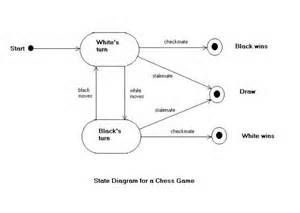 Start
White's
turn
checkmate
Black wins
stalemate
black
moves
white
moves
Draw
stalemate
Black's
turn
checkmate
White wins
State Diagram for a Chess Game